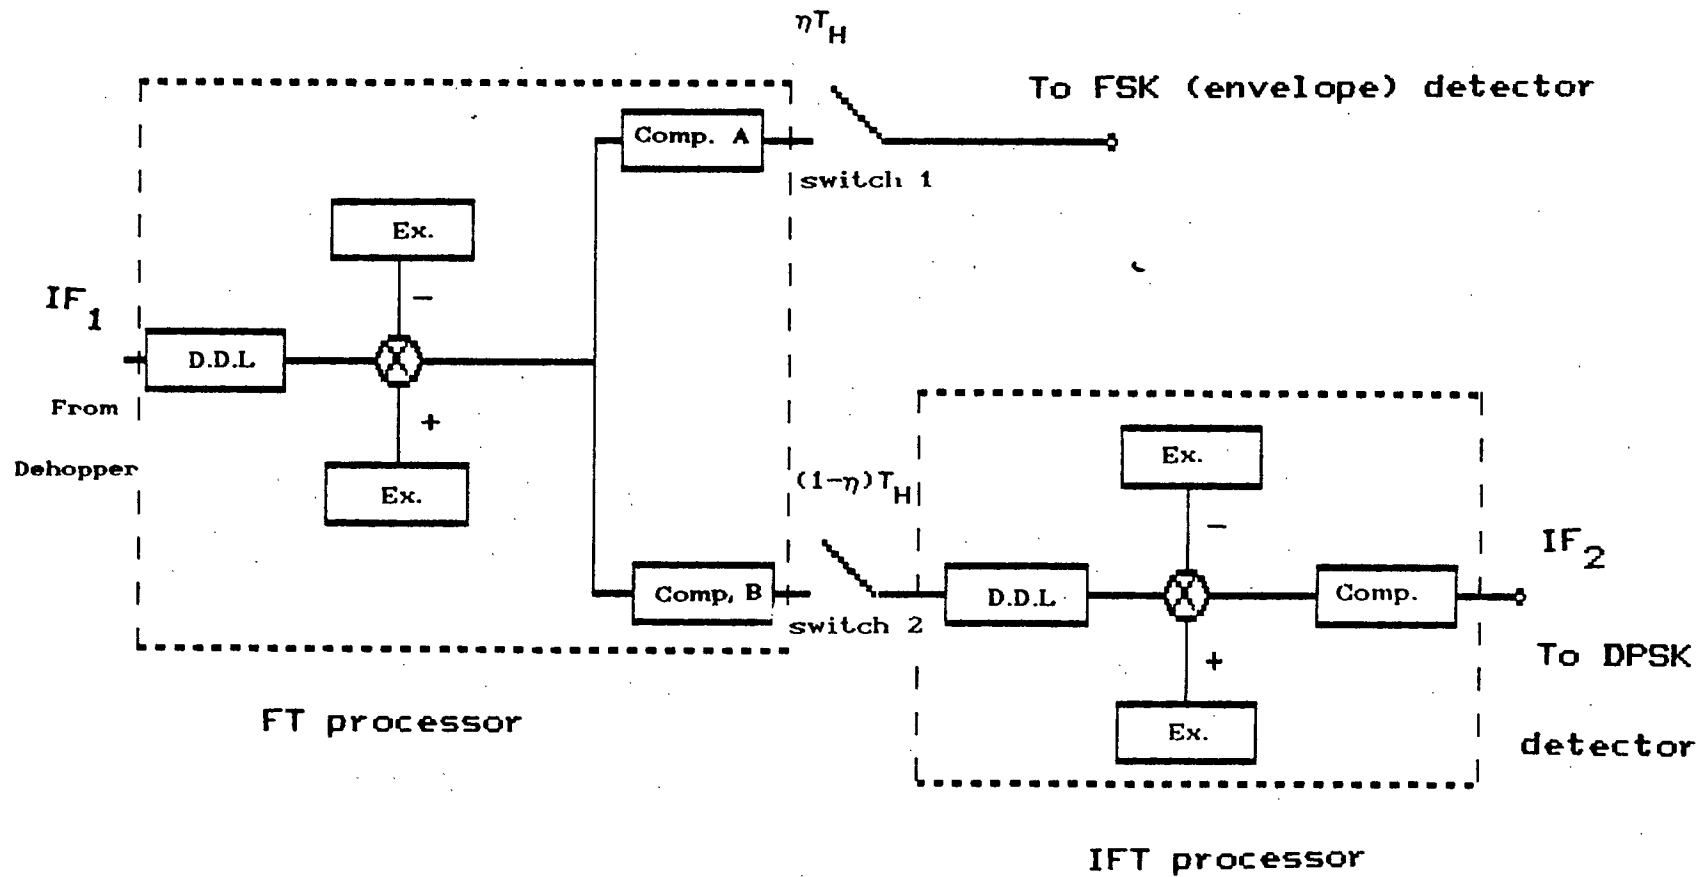 ηT_H
To FSK (envelope) detector
Comp. A
switch 1
Ex.
−
IF_1
D.D.L
From
Dehopper
+
Ex.
Comp, B
(1-η)T_H
switch 2
Ex.
−
D.D.L
Comp.
IF_2
+
Ex.
To DPSK
detector
FT processor
IFT processor